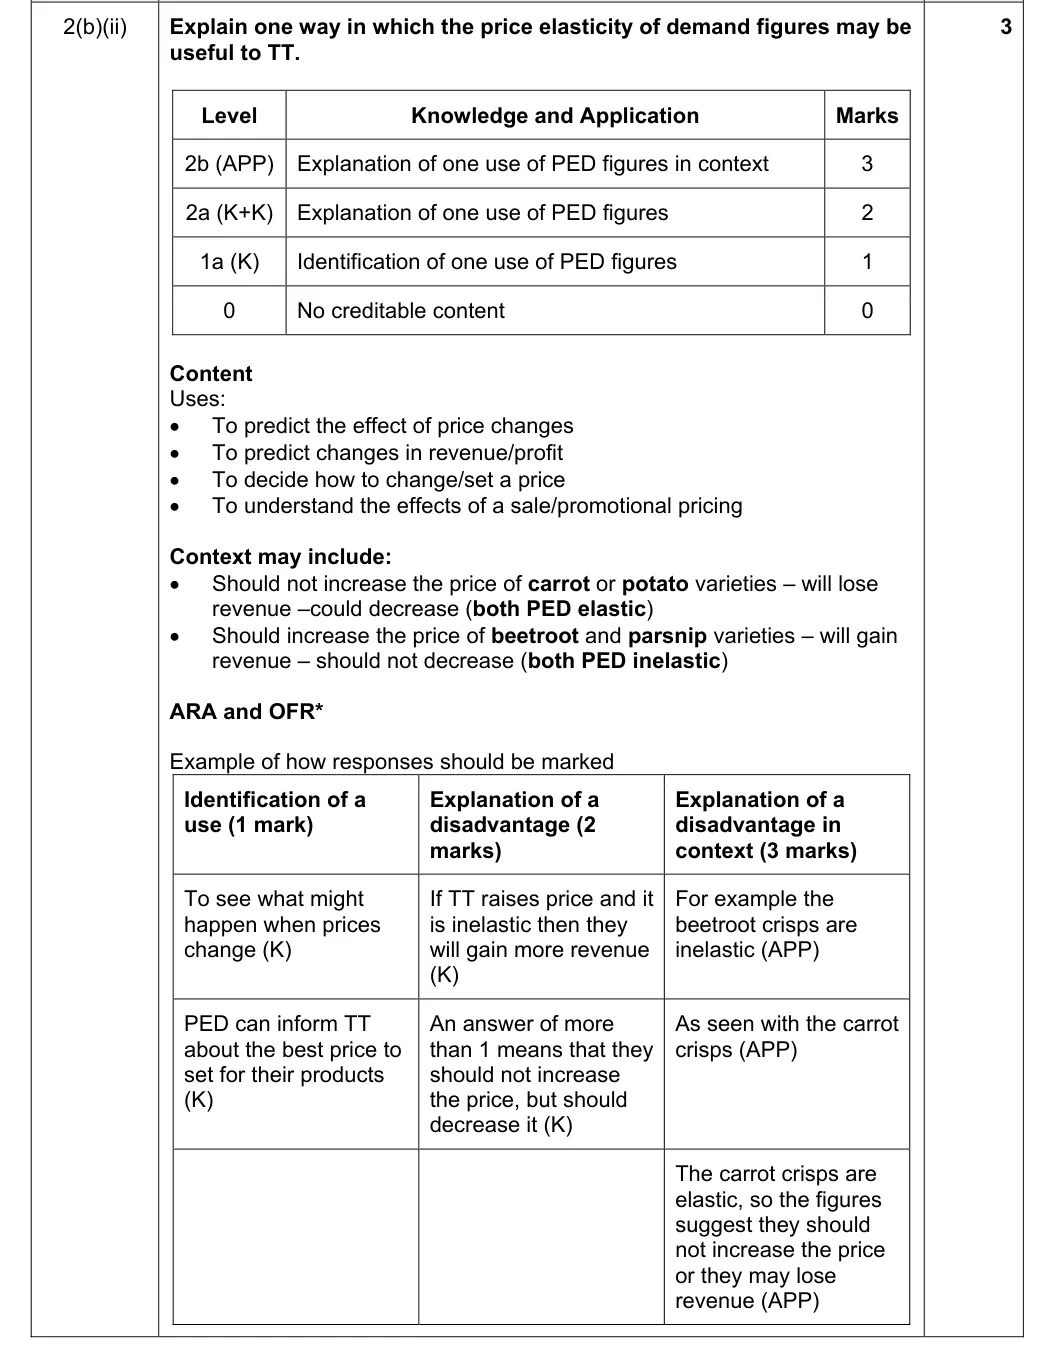 2(b)(ii)
Explain one way in which the price elasticity of demand figures may be
useful to TT.
3
Level
Knowledge and Application
Marks
2b (APP)
Explanation of one use of PED figures in context
3
2a (K+K)
Explanation of one use of PED figures
2
1a (K)
Identification of one use of PED figures
1
0
No creditable content
0
Content
Uses:
• To predict the effect of price changes
• To predict changes in revenue/profit
• To decide how to change/set a price
• To understand the effects of a sale/promotional pricing
Context may include:
• Should not increase the price of carrot or potato varieties – will lose
revenue –could decrease (both PED elastic)
• Should increase the price of beetroot and parsnip varieties – will gain
revenue – should not decrease (both PED inelastic)
ARA and OFR*
Example of how responses should be marked
Identification of a
use (1 mark)
Explanation of a
disadvantage (2
marks)
Explanation of a
disadvantage in
context (3 marks)
To see what might
happen when prices
change (K)
If TT raises price and it
is inelastic then they
will gain more revenue
(K)
For example the
beetroot crisps are
inelastic (APP)
PED can inform TT
about the best price to
set for their products
(K)
An answer of more
than 1 means that they
should not increase
the price, but should
decrease it (K)
As seen with the carrot
crisps (APP)
The carrot crisps are
elastic, so the figures
suggest they should
not increase the price
or they may lose
revenue (APP)